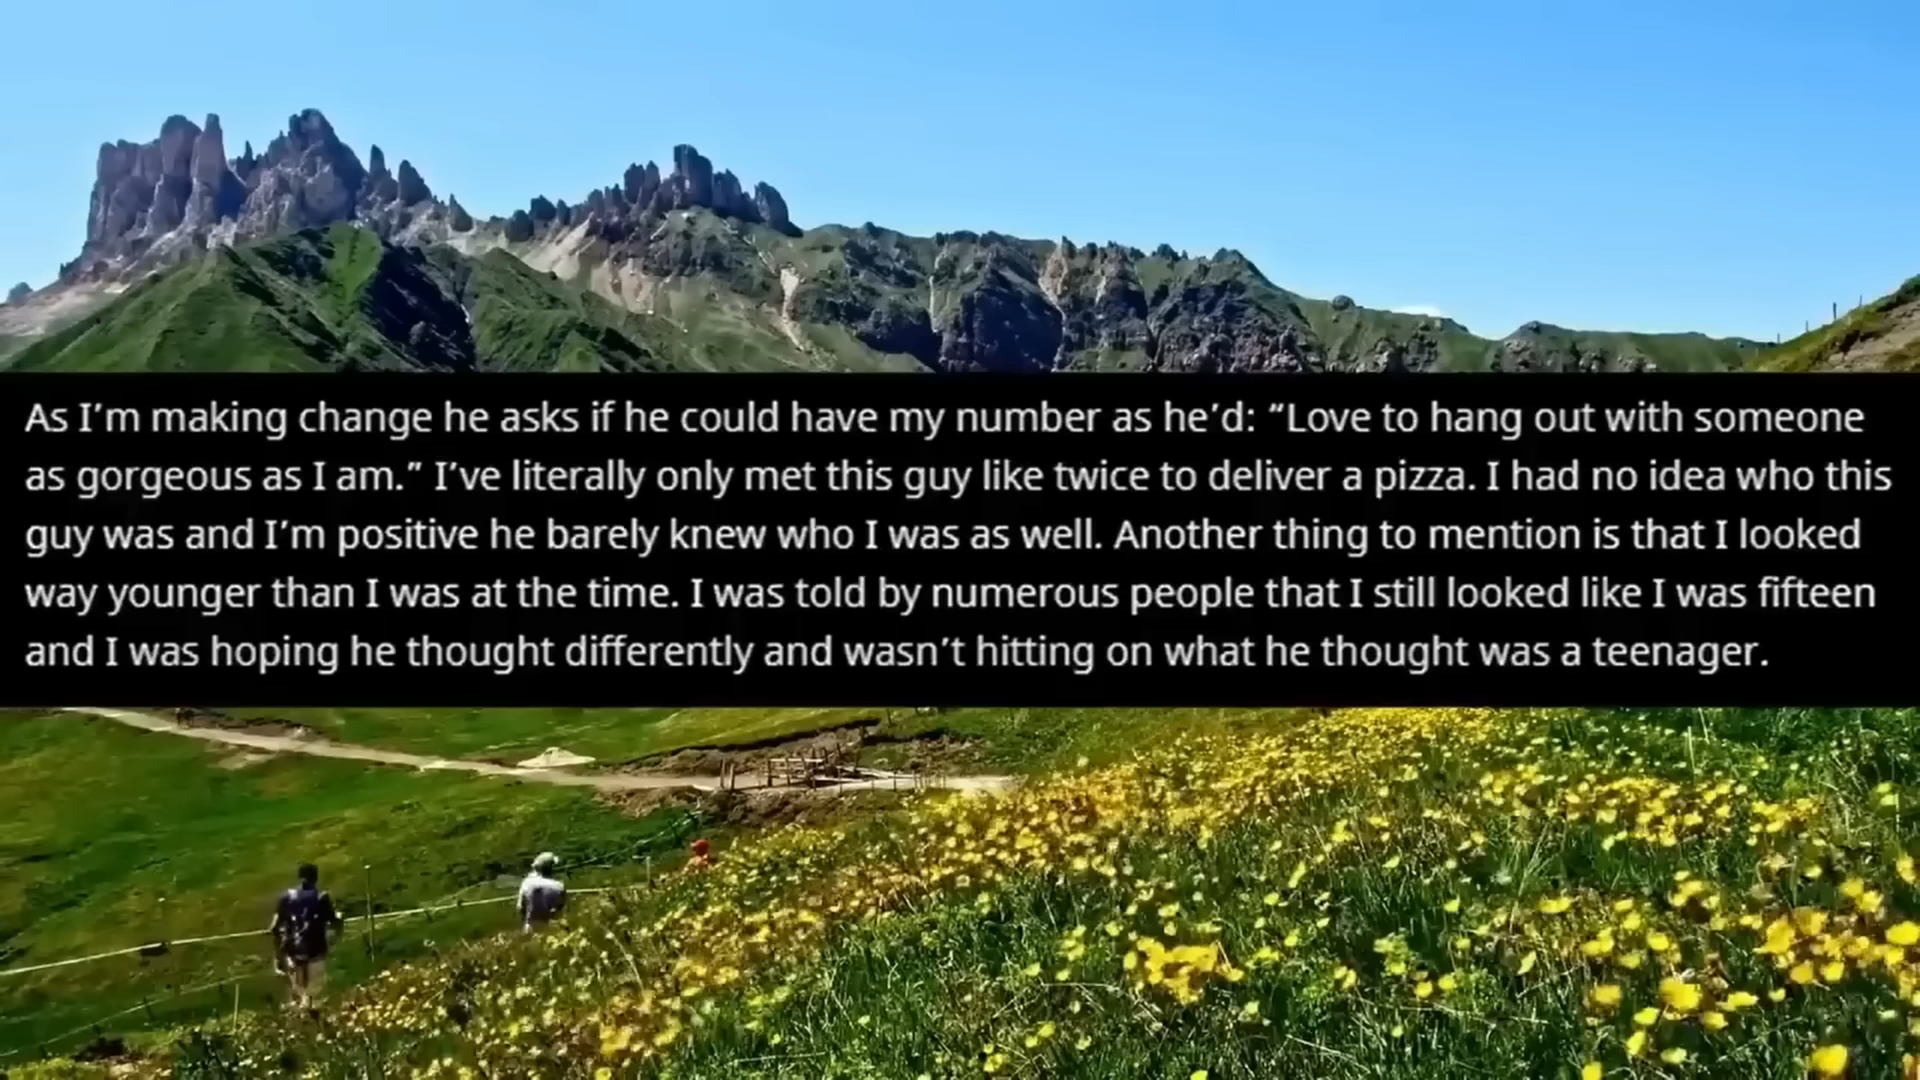 As I’m making change he asks if he could have my number as he’d: “Love to hang out with someone
as gorgeous as I am.” I’ve literally only met this guy like twice to deliver a pizza. I had no idea who this
guy was and I’m positive he barely knew who I was as well. Another thing to mention is that I looked
way younger than I was at the time. I was told by numerous people that I still looked like I was fifteen
and I was hoping he thought differently and wasn’t hitting on what he thought was a teenager.